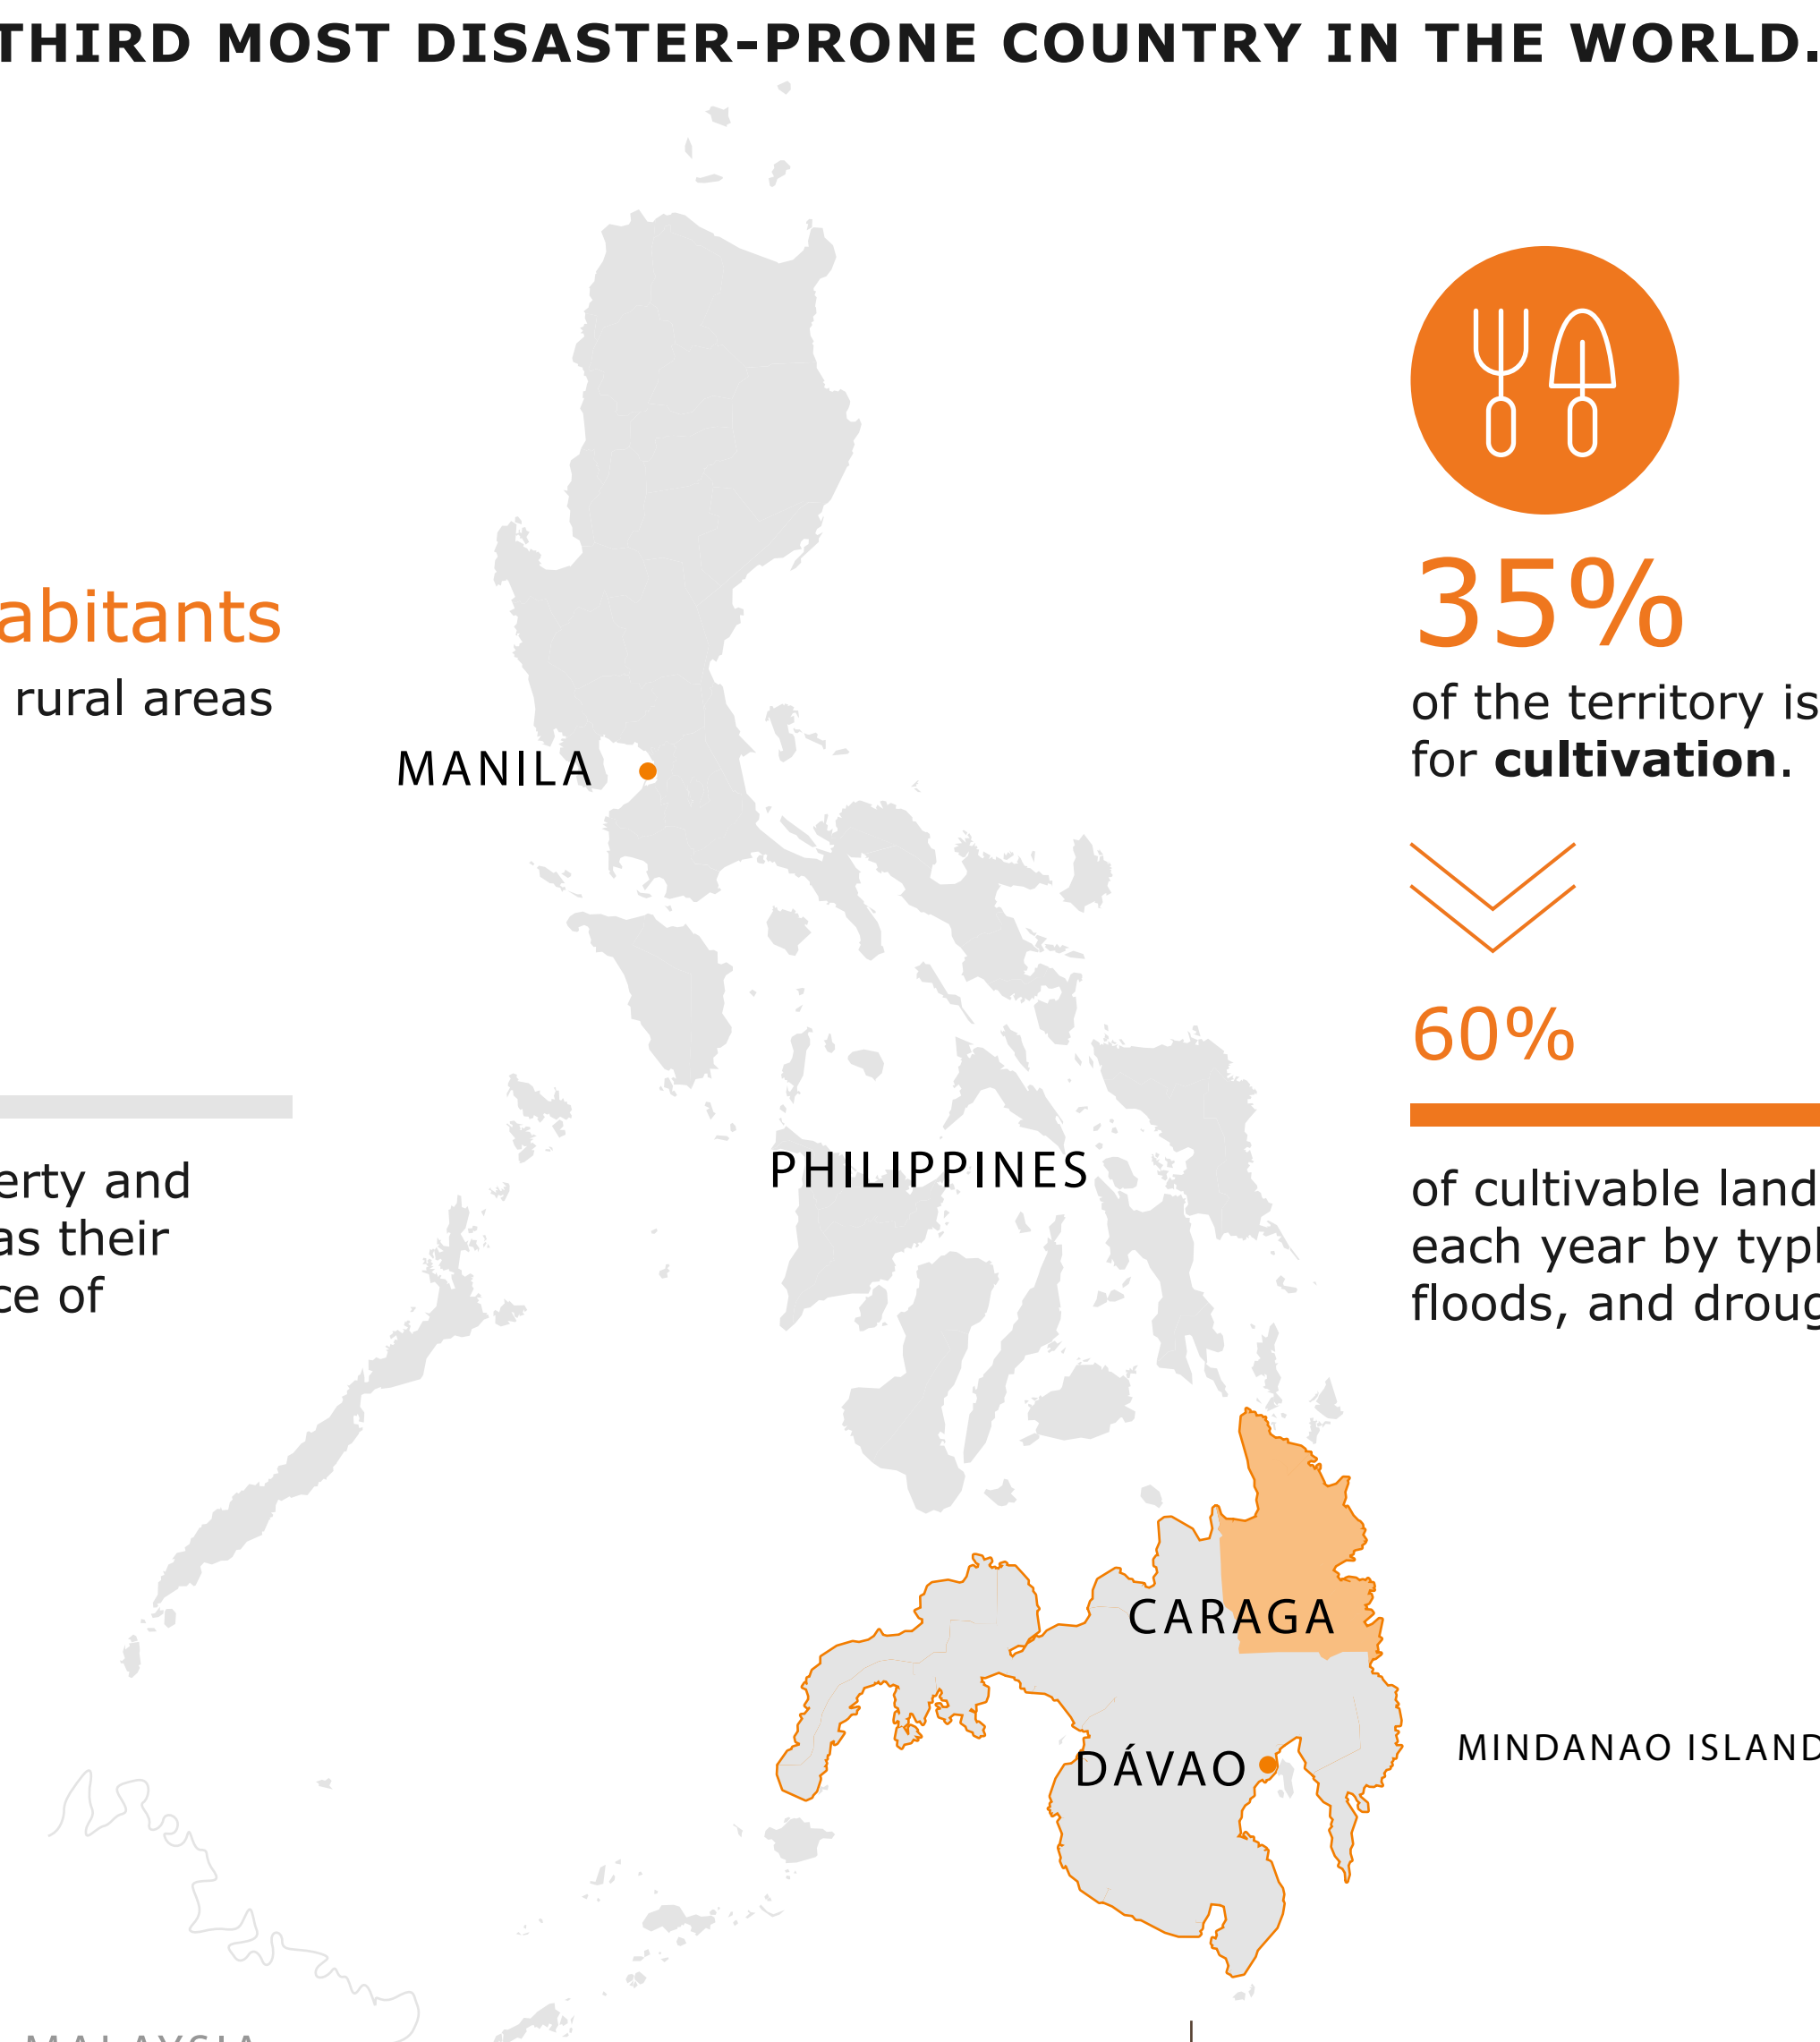 THIRD MOST DISASTER-PRONE COUNTRY IN THE WORLD.
35%
abitants
rural areas
of the territory is
for cultivation.
MANILA
60%
erty and
as their
ce of
PHILIPPINES
of cultivable land
each year by typh
floods, and droug
CARAGA
MINDANAO ISLAND
DÁVAO
MALAYSIA